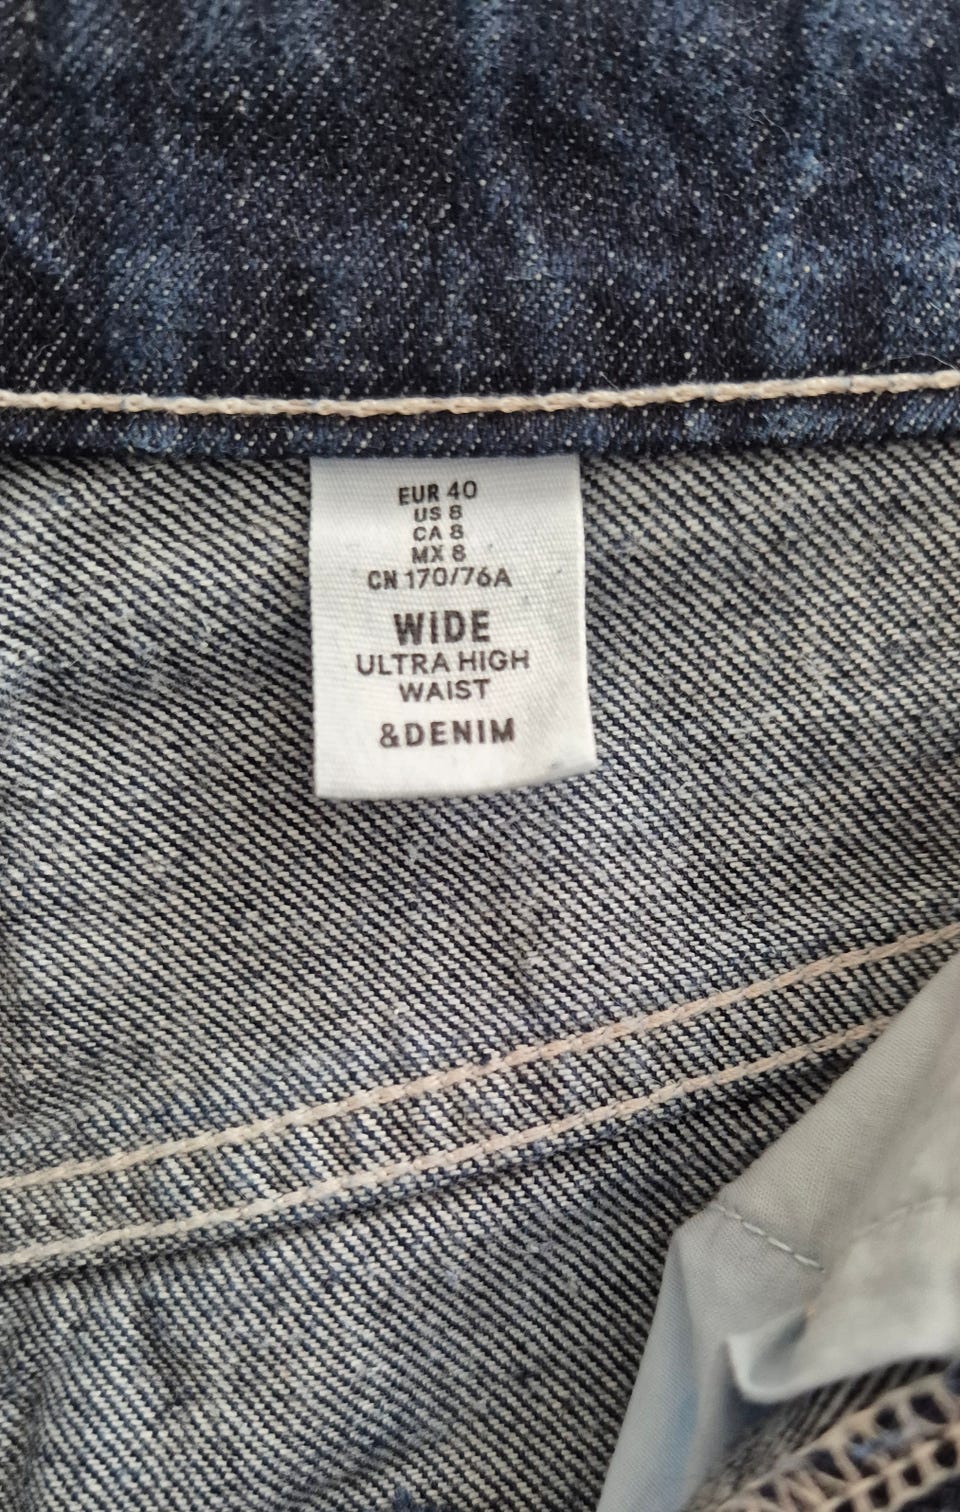 EUR 40
US 8
CA 8
MX 8
CN 170/76A
WIDE
ULTRA HIGH
WAIST
&DENIM